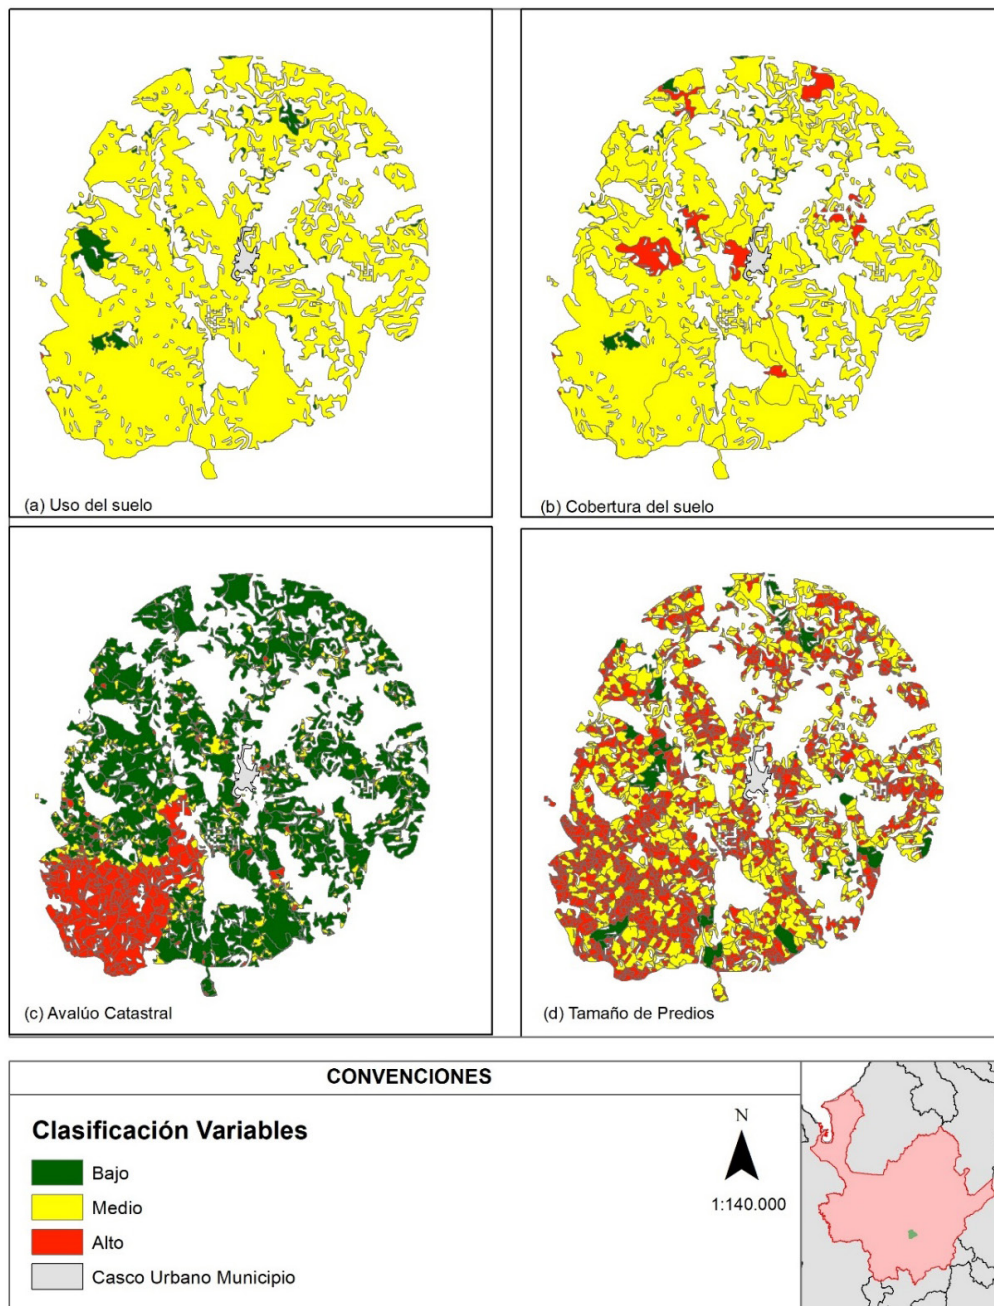 (a) Uso del suelo
(b) Cobertura del suelo
(c) Avalúo Catastral
(d) Tamaño de Predios
CONVENCIONES
Clasificación Variables
Bajo
Medio
Alto
Casco Urbano Municipio
N
1:140.000